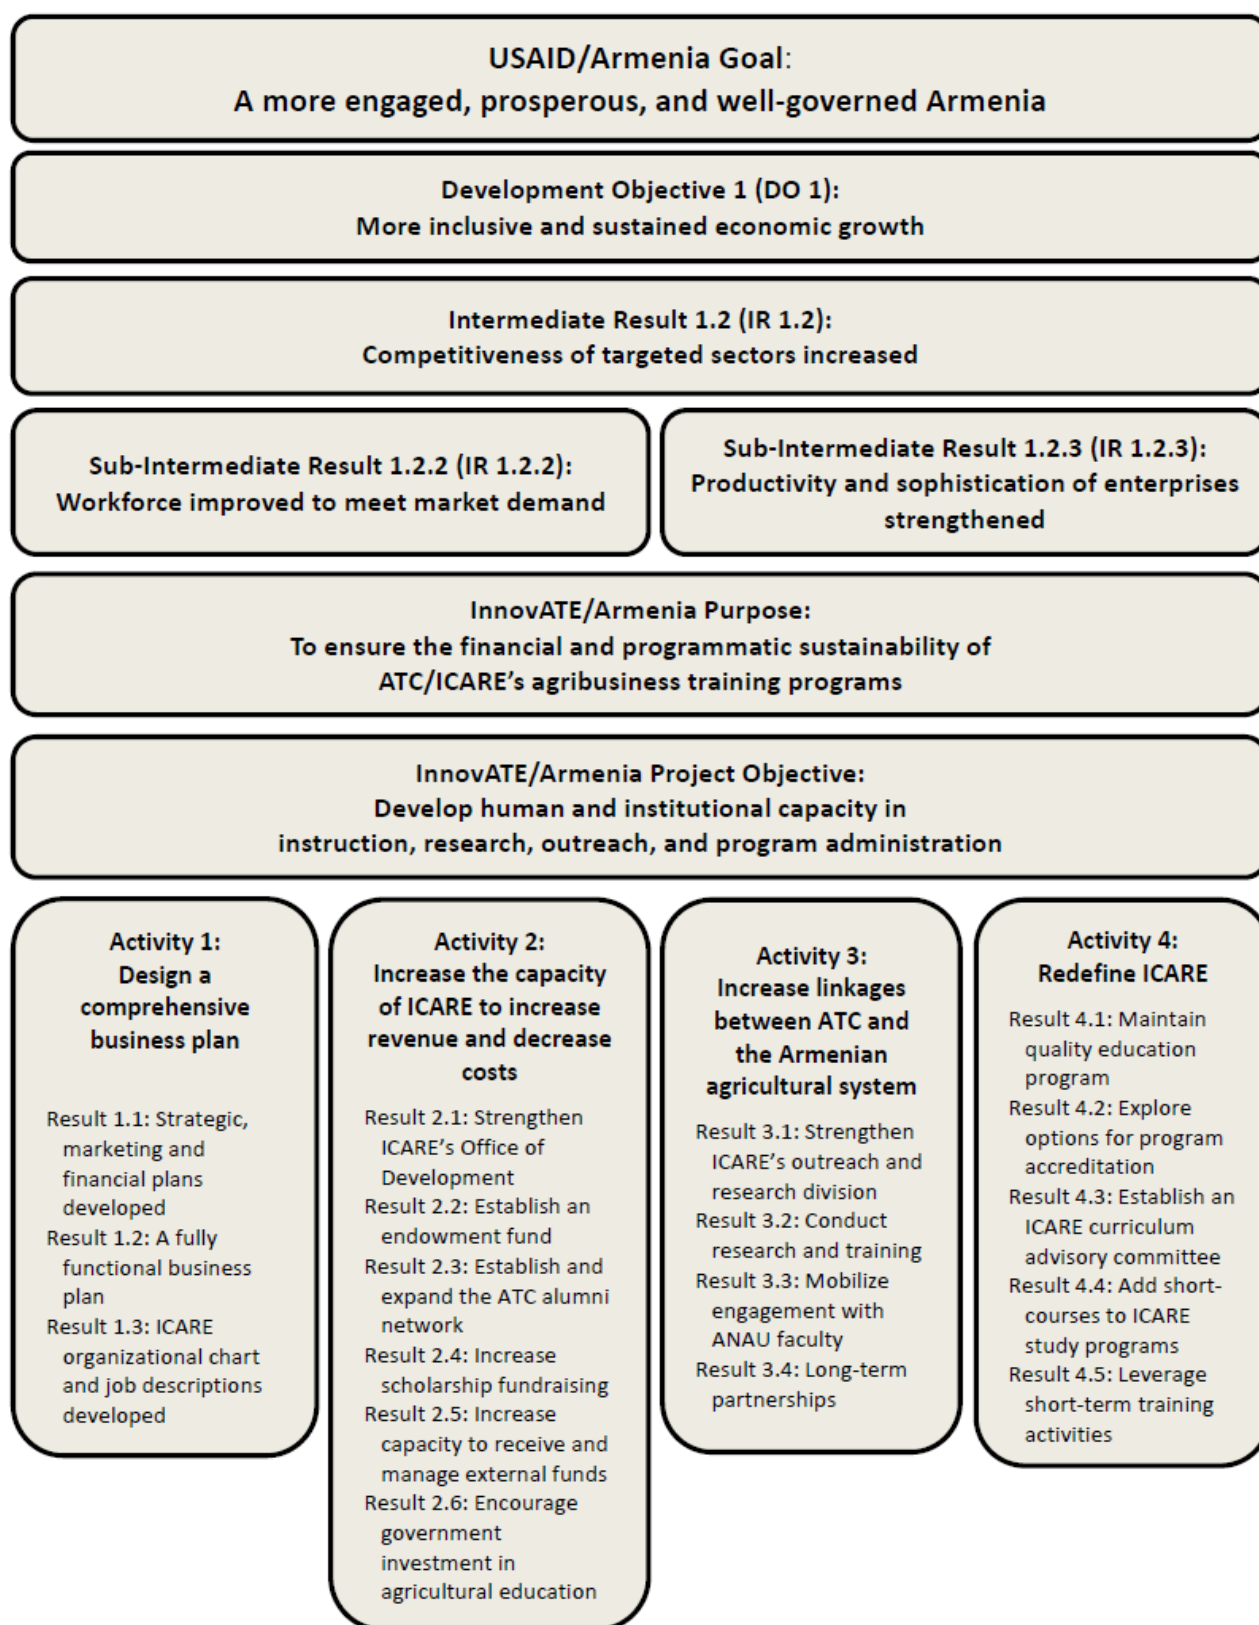 USAID/Armenia Goal:
A more engaged, prosperous, and well-governed Armenia
Development Objective 1 (DO 1):
More inclusive and sustained economic growth
Intermediate Result 1.2 (IR 1.2):
Competitiveness of targeted sectors increased
Sub-Intermediate Result 1.2.2 (IR 1.2.2):
Workforce improved to meet market demand
Sub-Intermediate Result 1.2.3 (IR 1.2.3):
Productivity and sophistication of enterprises
strengthened
InnovATE/Armenia Purpose:
To ensure the financial and programmatic sustainability of
ATC/ICARE’s agribusiness training programs
InnovATE/Armenia Project Objective:
Develop human and institutional capacity in
instruction, research, outreach, and program administration
Activity 1:
Design a
comprehensive
business plan
Result 1.1: Strategic,
marketing and
financial plans
developed
Result 1.2: A fully
functional business
plan
Result 1.3: ICARE
organizational chart
and job descriptions
developed
Activity 2:
Increase the capacity
of ICARE to increase
revenue and decrease
costs
Result 2.1: Strengthen
ICARE’s Office of
Development
Result 2.2: Establish an
endowment fund
Result 2.3: Establish and
expand the ATC alumni
network
Result 2.4: Increase
scholarship fundraising
Result 2.5: Increase
capacity to receive and
manage external funds
Result 2.6: Encourage
government
investment in
agricultural education
Activity 3:
Increase linkages
between ATC and
the Armenian
agricultural system
Result 3.1: Strengthen
ICARE’s outreach and
research division
Result 3.2: Conduct
research and training
Result 3.3: Mobilize
engagement with
ANAU faculty
Result 3.4: Long-term
partnerships
Activity 4:
Redefine ICARE
Result 4.1: Maintain
quality education
program
Result 4.2: Explore
options for program
accreditation
Result 4.3: Establish an
ICARE curriculum
advisory committee
Result 4.4: Add short-
courses to ICARE
study programs
Result 4.5: Leverage
short-term training
activities